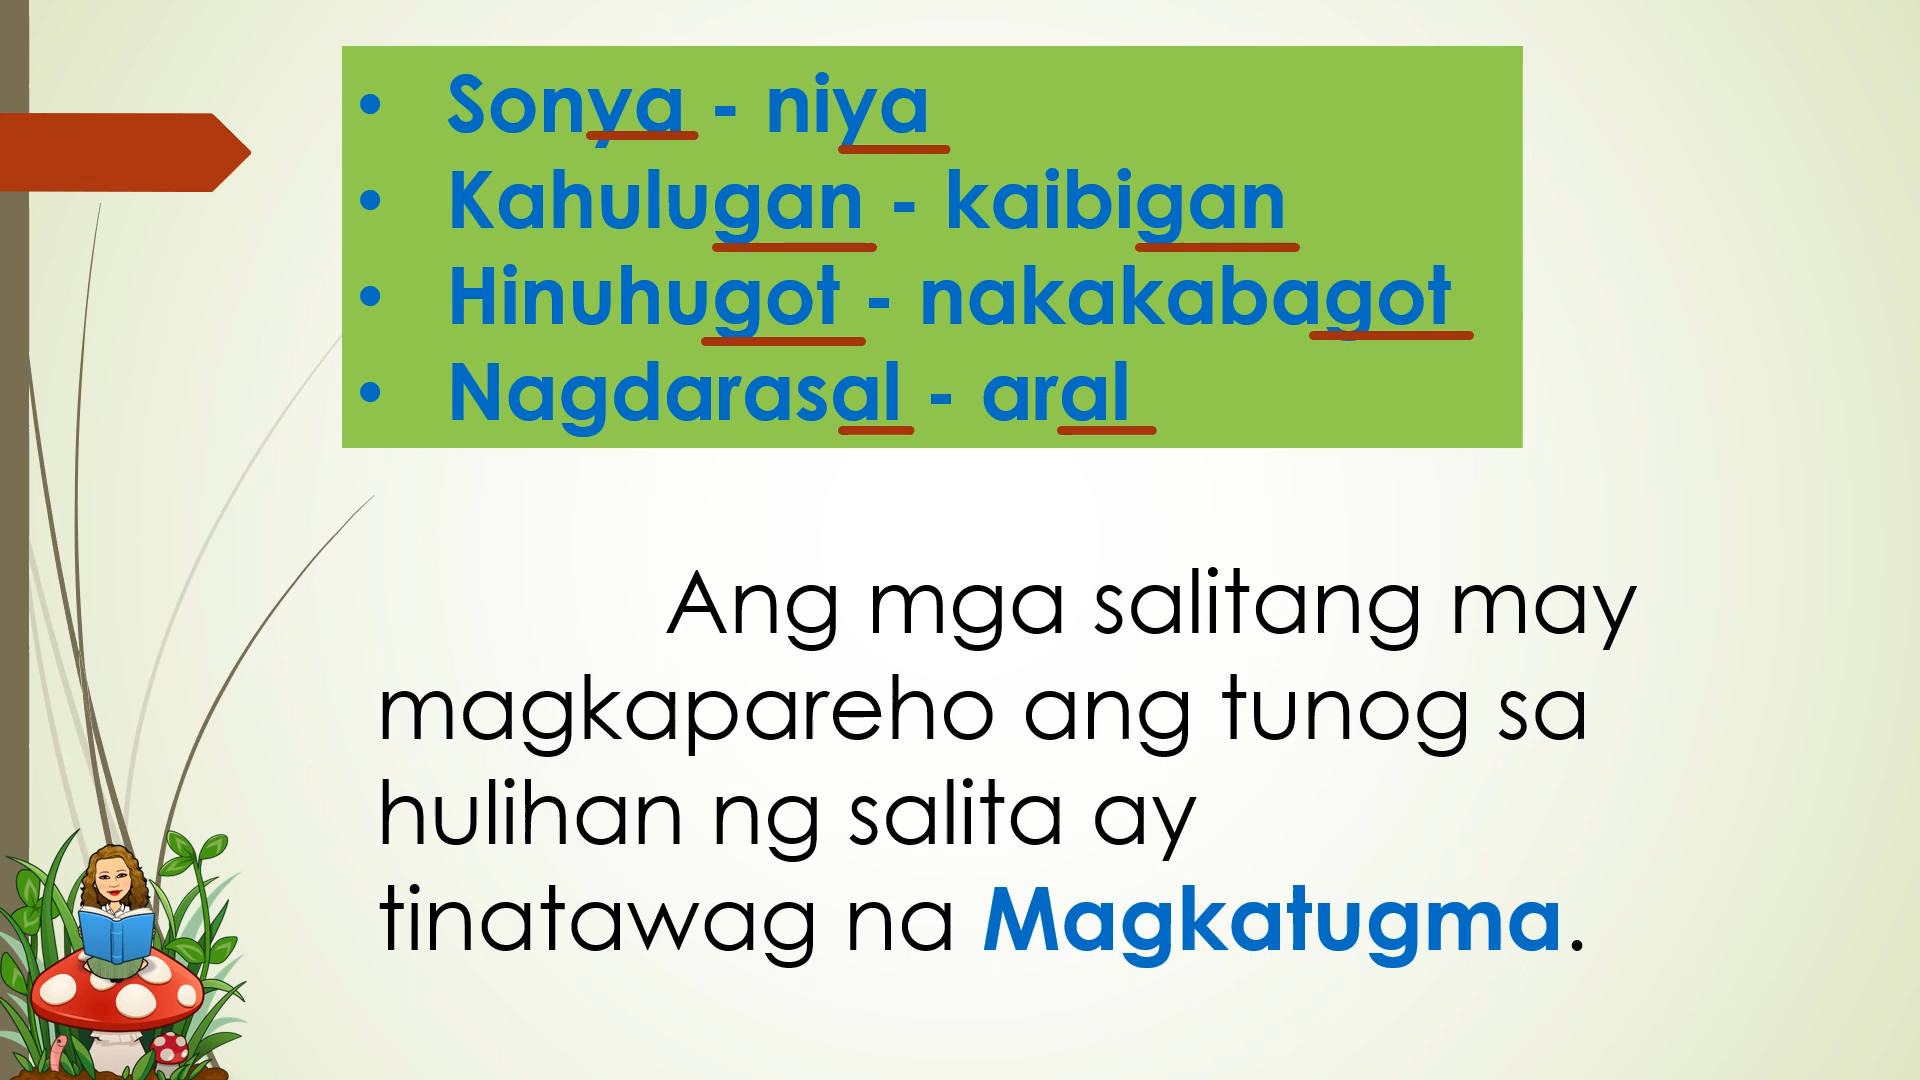 • Sonya - niya
• Kahulugan - kaibigan
• Hinuhugot - nakakabagot
• Nagdarasal - aral
Ang mga salitang may
magkapareho ang tunog sa
hulihan ng salita ay
tinatawag na Magkatugma.